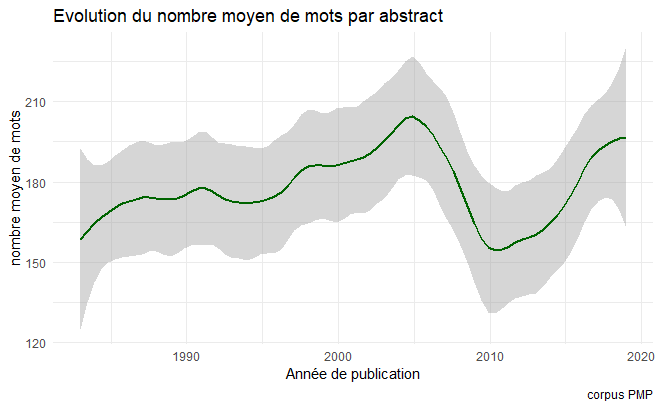 Evolution du nombre moyen de mots par abstract
nombre moyen de mots
210
180
150
120
1990
2000
2010
2020
Année de publication
corpus PMP